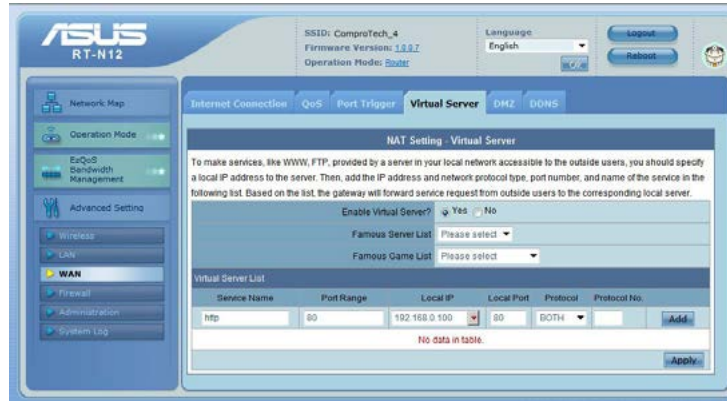 ASUS
RT-N12
SSID: ComproTech_4
Firmware Version: 1.0.0.7
Operation Mode: Router
Language
English
Logout
Reboot
Network Map
Operation Mode
EzQoS
Bandwidth
Management
Advanced Setting
Wireless
LAN
WAN
Firewall
Administration
System Log
Internet Connection QoS Port Trigger Virtual Server DMZ DDNS
NAT Setting - Virtual Server
To make services, like WWW, FTP, provided by a server in your local network accessible to the outside users, you should specify
a local IP address to the server. Then, add the IP address and network protocol type, port number, and name of the service in the
following list. Based on the list, the gateway will forward service request from outside users to the corresponding local server.
Enable Virtual Server? Yes No
Famous Server List Please select
Famous Game List Please select
Virtual Server List
Service Name Port Range Local IP Local Port Protocol Protocol No.
http 80 192.168.0.100 80 BOTH Add
No data in table.
Apply